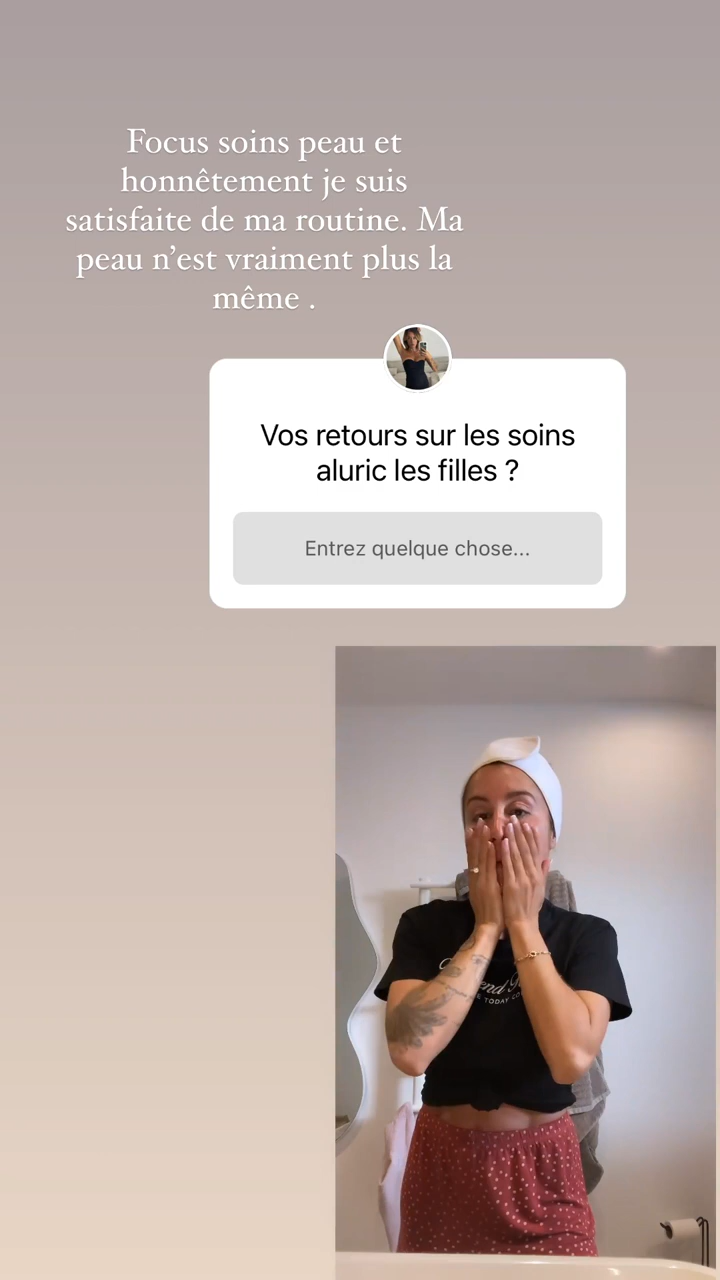 Focus soins peau et
honnêtement je suis
satisfaite de ma routine. Ma
peau n’est vraiment plus la
même .
Vos retours sur les soins
aluric les filles ?
Entrez quelque chose...
TODAY